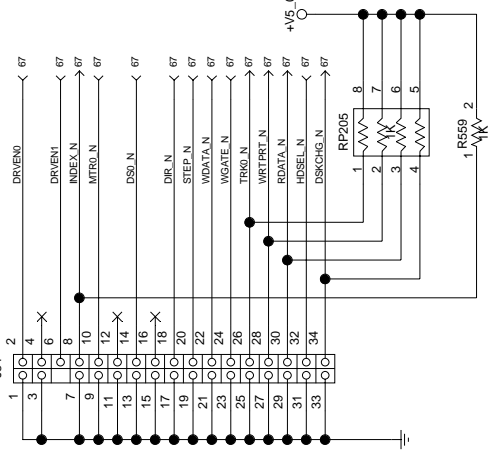 67 DRVEN0
67 DRVEN1
67 INDEX_N
67 MTR0_N
67 DS0_N
67 DIR_N
67 STEP_N
67 WDATA_N
67 WGATE_N
67 TRK0_N
67 WRTPRT_N
67 RDATA_N
67 HDSEL_N
67 DSKCHG_N
+V5_
8 7 6 5
RP205
1K
1 2 3 4
2
R559
1K
1
2 4 6 8 10 12 14 16 18 20 22 24 26 28 30 32 34
1 3 7 9 11 13 15 17 19 21 23 25 27 29 31 33